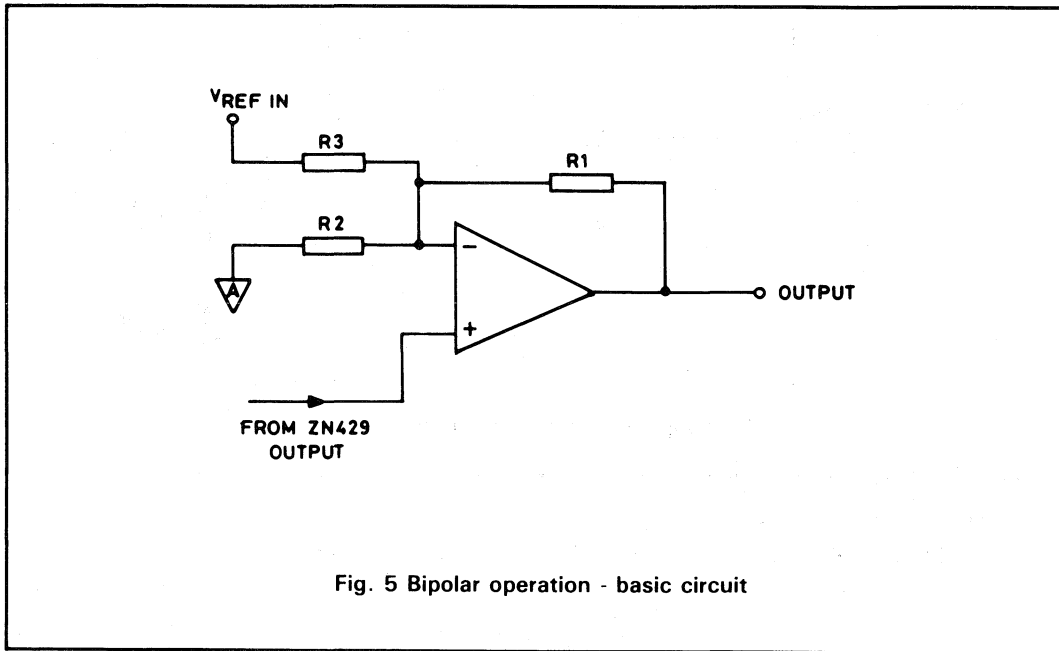 VREF IN
R3
R1
R2
A
−
+
OUTPUT
FROM ZN429
OUTPUT
Fig. 5 Bipolar operation - basic circuit